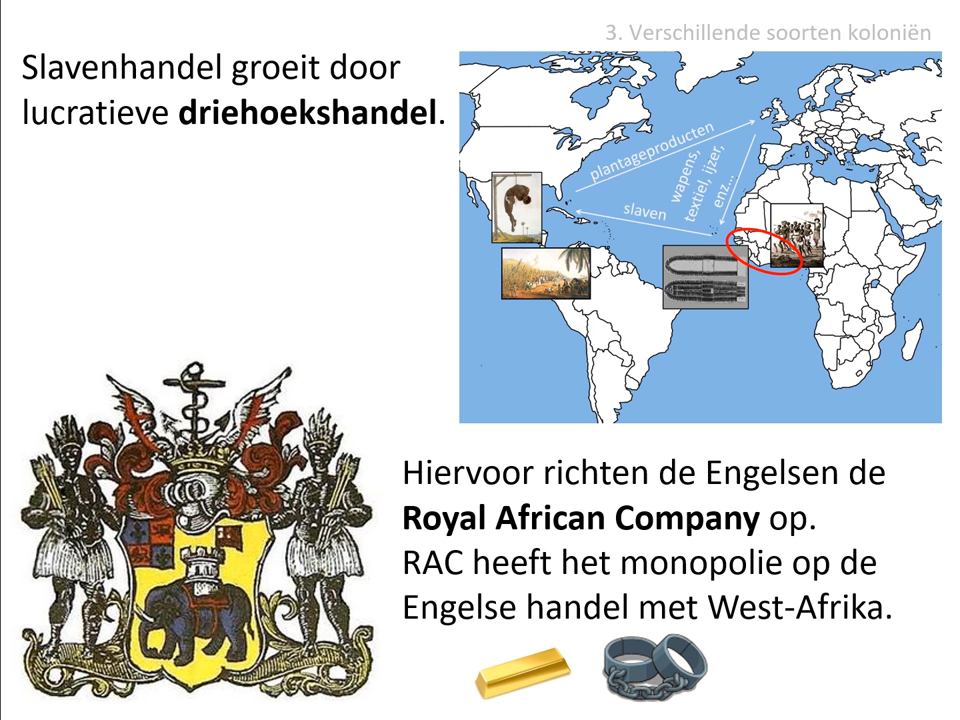 3. Verschillende soorten koloniën
Slavenhandel groeit door
lucratieve driehoekshandel.
plantageproducten
wapens,
textiel, ijzer,
enz...
slaven
Hiervoor richten de Engelsen de
Royal African Company op.
RAC heeft het monopolie op de
Engelse handel met West-Afrika.